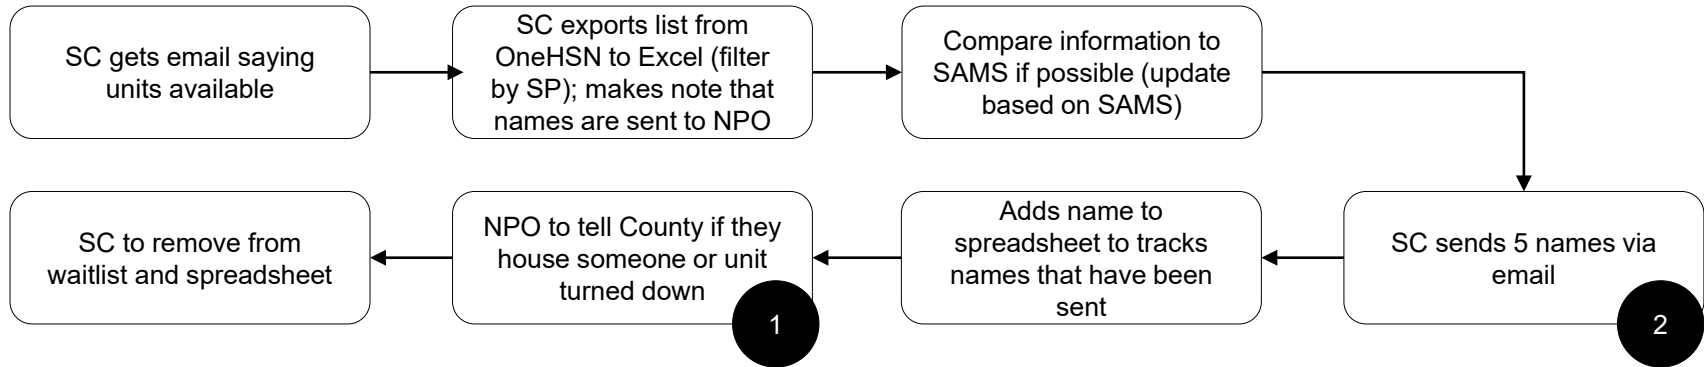 SC gets email saying
units available
SC exports list from
OneHSN to Excel (filter
by SP); makes note that
names are sent to NPO
Compare information to
SAMS if possible (update
based on SAMS)
SC sends 5 names via
email
2
Adds name to
spreadsheet to tracks
names that have been
sent
NPO to tell County if they
house someone or unit
turned down
1
SC to remove from
waitlist and spreadsheet